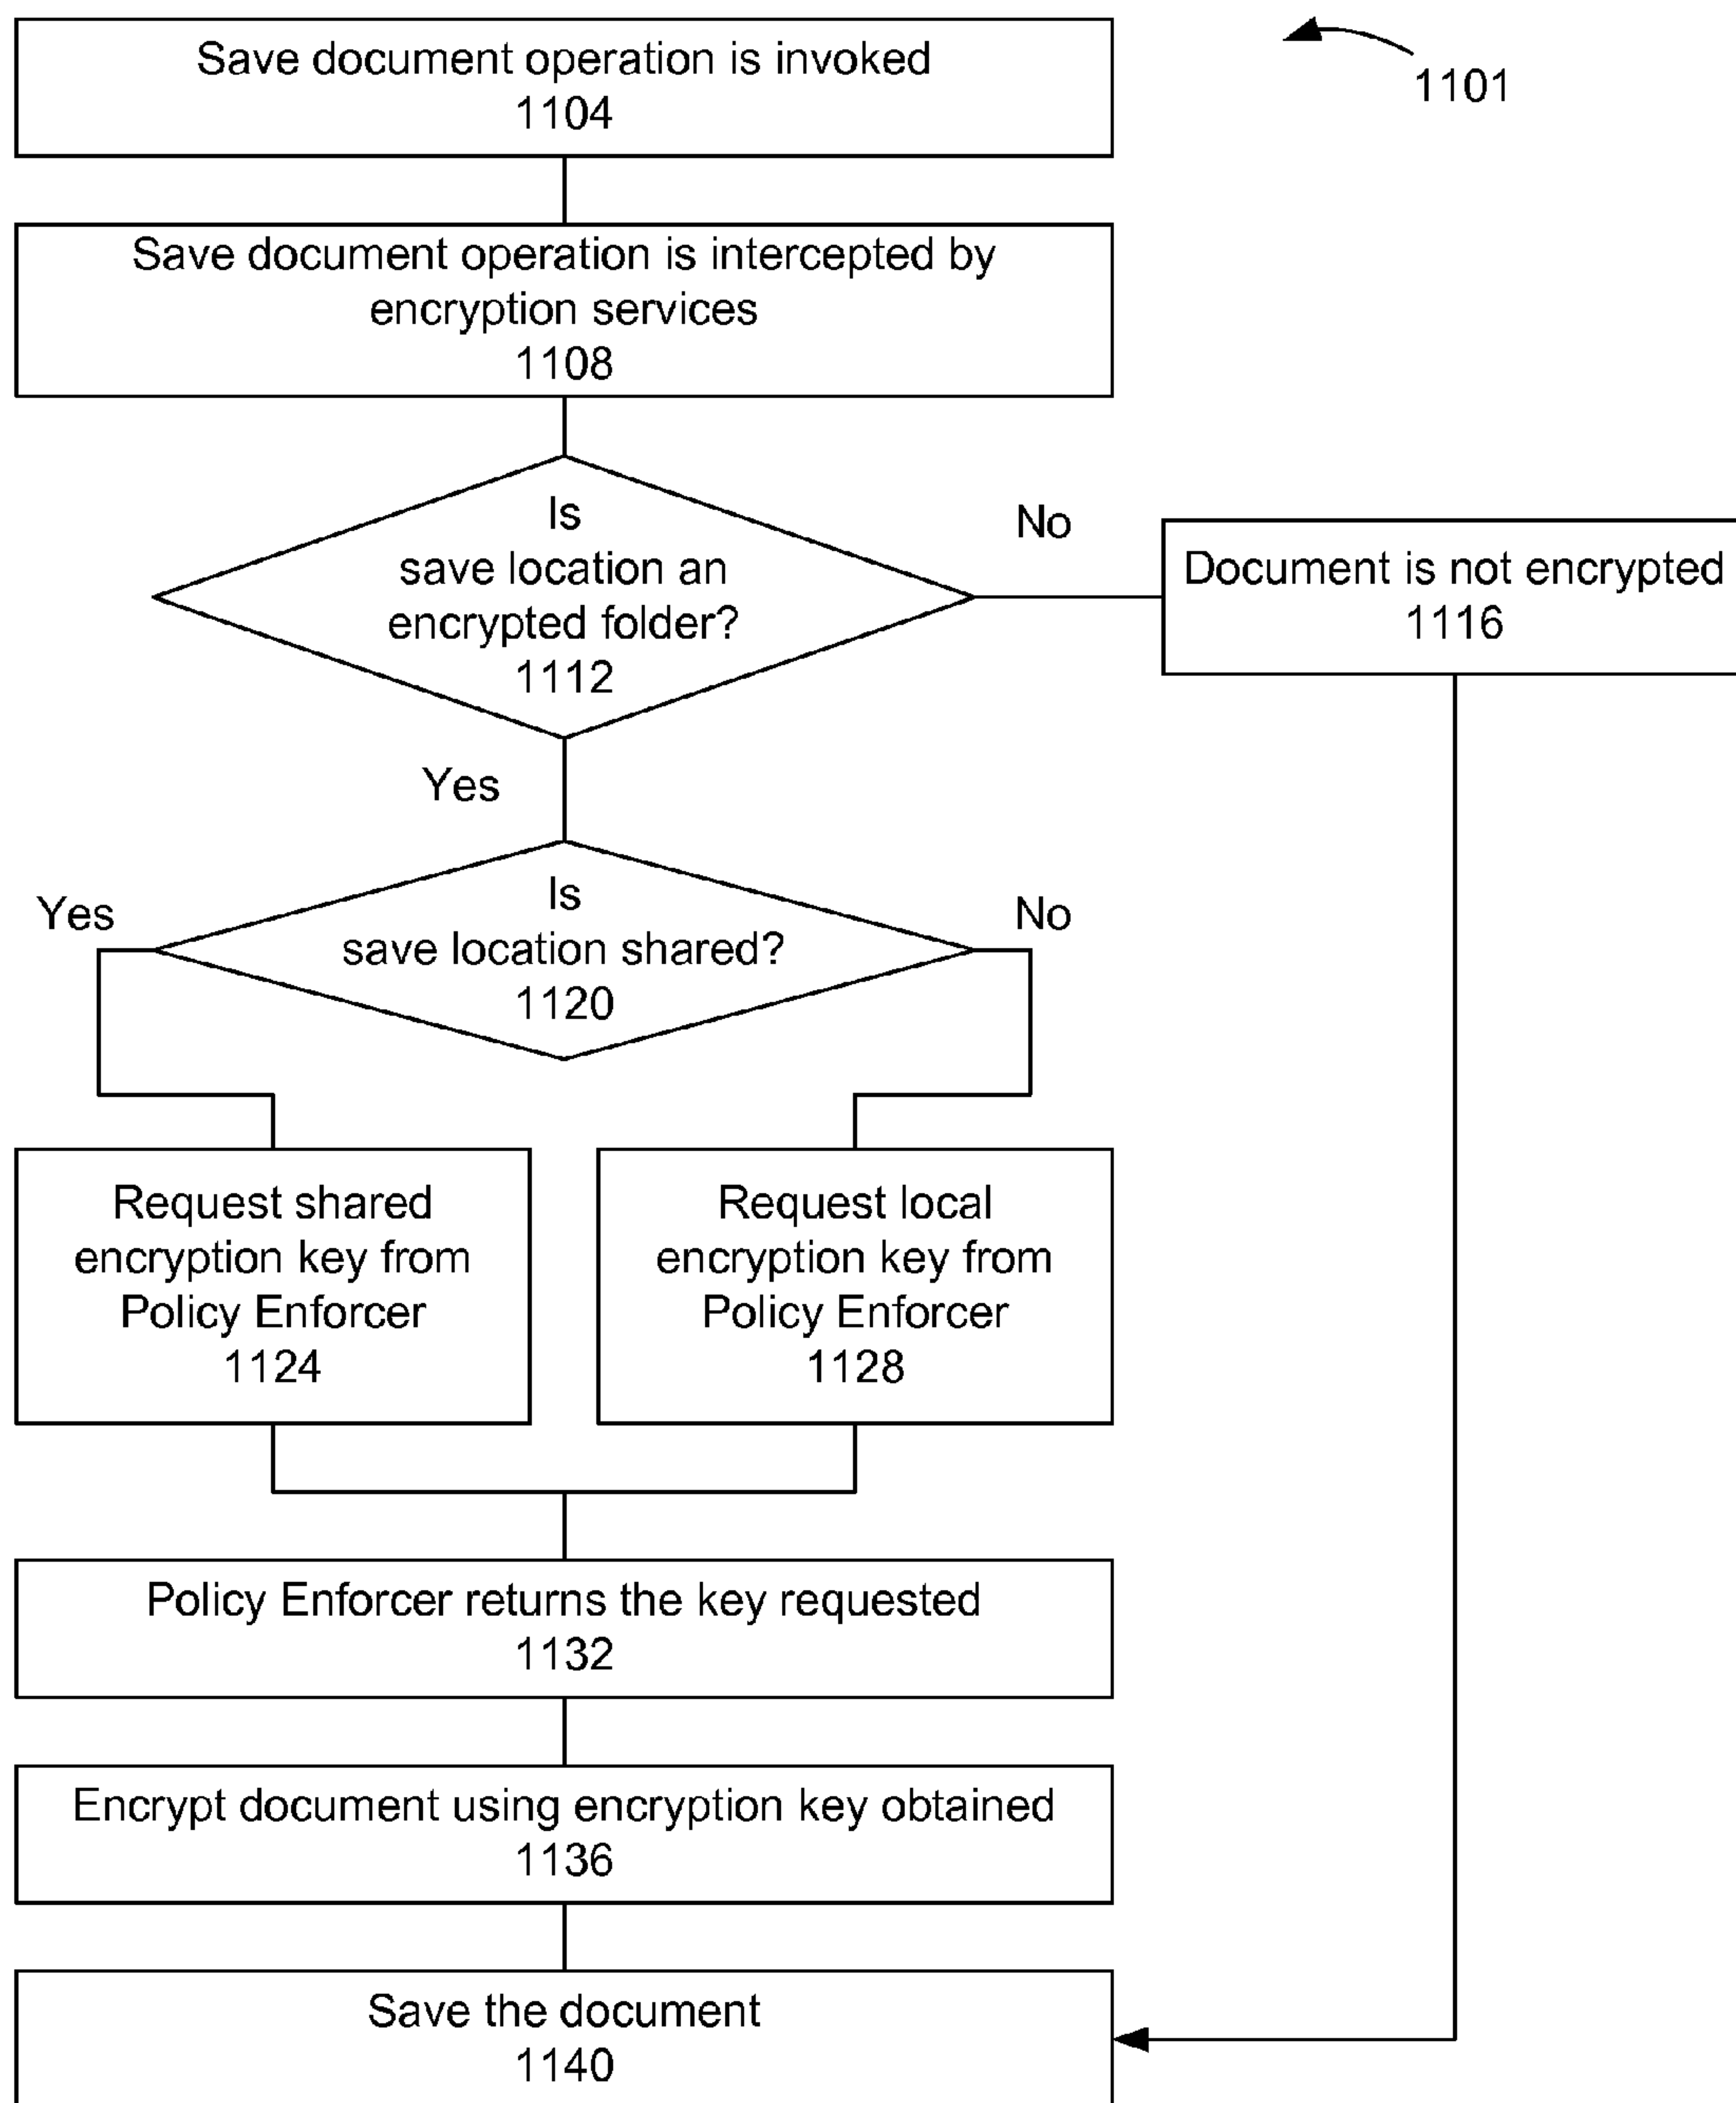 Save document operation is invoked
1104
1101
Save document operation is intercepted by
encryption services
1108
Is
save location an
encrypted folder?
1112
No
Document is not encrypted
1116
Yes
Is
save location shared?
1120
Yes
No
Request shared
encryption key from
Policy Enforcer
1124
Request local
encryption key from
Policy Enforcer
1128
Policy Enforcer returns the key requested
1132
Encrypt document using encryption key obtained
1136
Save the document
1140